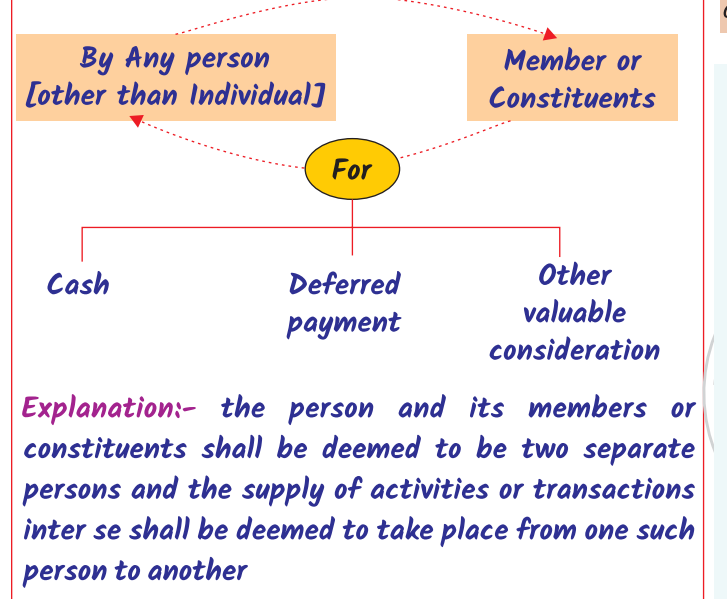 By Any person
[other than Individual]
Member or
Constituents
For
Cash
Deferred
payment
Other
valuable
consideration
Explanation:- the person and its members or
constituents shall be deemed to be two separate
persons and the supply of activities or transactions
inter se shall be deemed to take place from one such
person to another